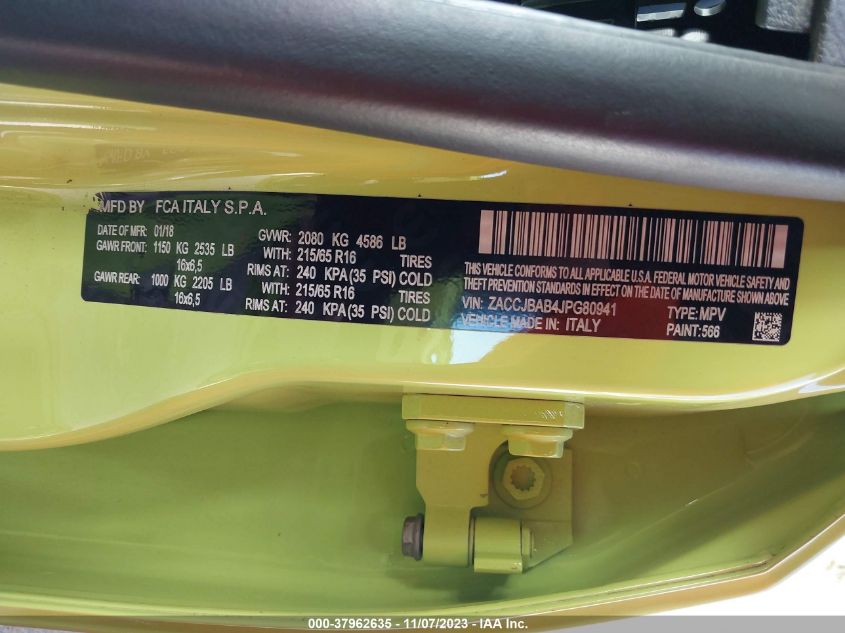 MFD BY FCA ITALY S.P.A.
DATE OF MFR: 01/18 GVWR: 2080 KG 4586 LB
GAWR FRONT: 1150 KG 2535 LB WITH: 215/65 R16 TIRES
16x6,5 RIMS AT: 240 KPA(35 PSI) COLD
GAWR REAR: 1000 KG 2205 LB WITH: 215/65 R16 TIRES
16x6,5 RIMS AT: 240 KPA(35 PSI) COLD
THIS VEHICLE CONFORMS TO ALL APPLICABLE U.S.A. FEDERAL MOTOR VEHICLE SAFETY AND
THEFT PREVENTION STANDARDS IN EFFECT ON THE DATE OF MANUFACTURE SHOWN ABOVE.
VIN: ZACCJBAB4JPG80941 TYPE: MPV
VEHICLE MADE IN: ITALY PAINT: 566
000-37962635 - 11/07/2023 - IAA Inc.